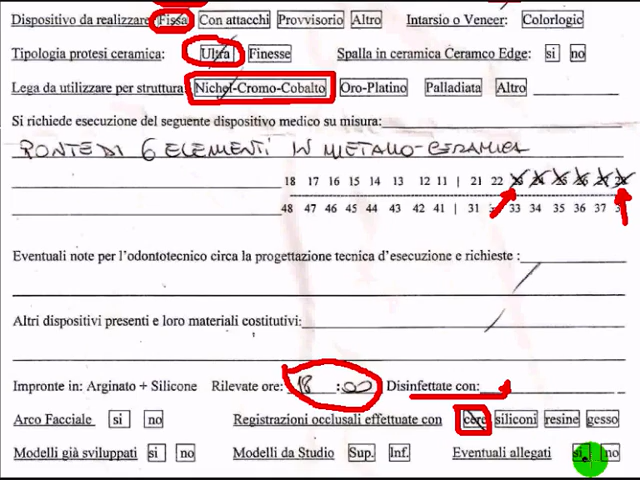 Dispositivo da realizzare: Fissa Con attacchi Provvisorio Altro Intarsio o Veneer: Colorlogic
Tipologia protesi ceramica: Ultra Finesse Spalla in ceramica Ceramco Edge: si no
Lega da utilizzare per struttura: Nichel-Cromo-Cobalto Oro-Platino Palladiata Altro
Si richiede esecuzione del seguente dispositivo medico su misura:
PONTE DI 6 ELEMENTI IN METALLO-CERAMICA
18 17 16 15 14 13 12 11 | 21 22 23 24 25 26 27 28
48 47 46 45 44 43 42 41 | 31 33 34 35 36 37
Eventuali note per l'odontotecnico circa la progettazione tecnica d'esecuzione e richieste :
Altri dispositivi presenti e loro materiali costitutivi:
Impronte in: Arginato + Silicone Rilevate ore: 18 :00 Disinfettate con:
Arco Facciale si no Registrazioni occlusali effettuate con cere siliconi resine gesso
Modelli già sviluppati si no Modelli da Studio Sup. Inf. Eventuali allegati si no